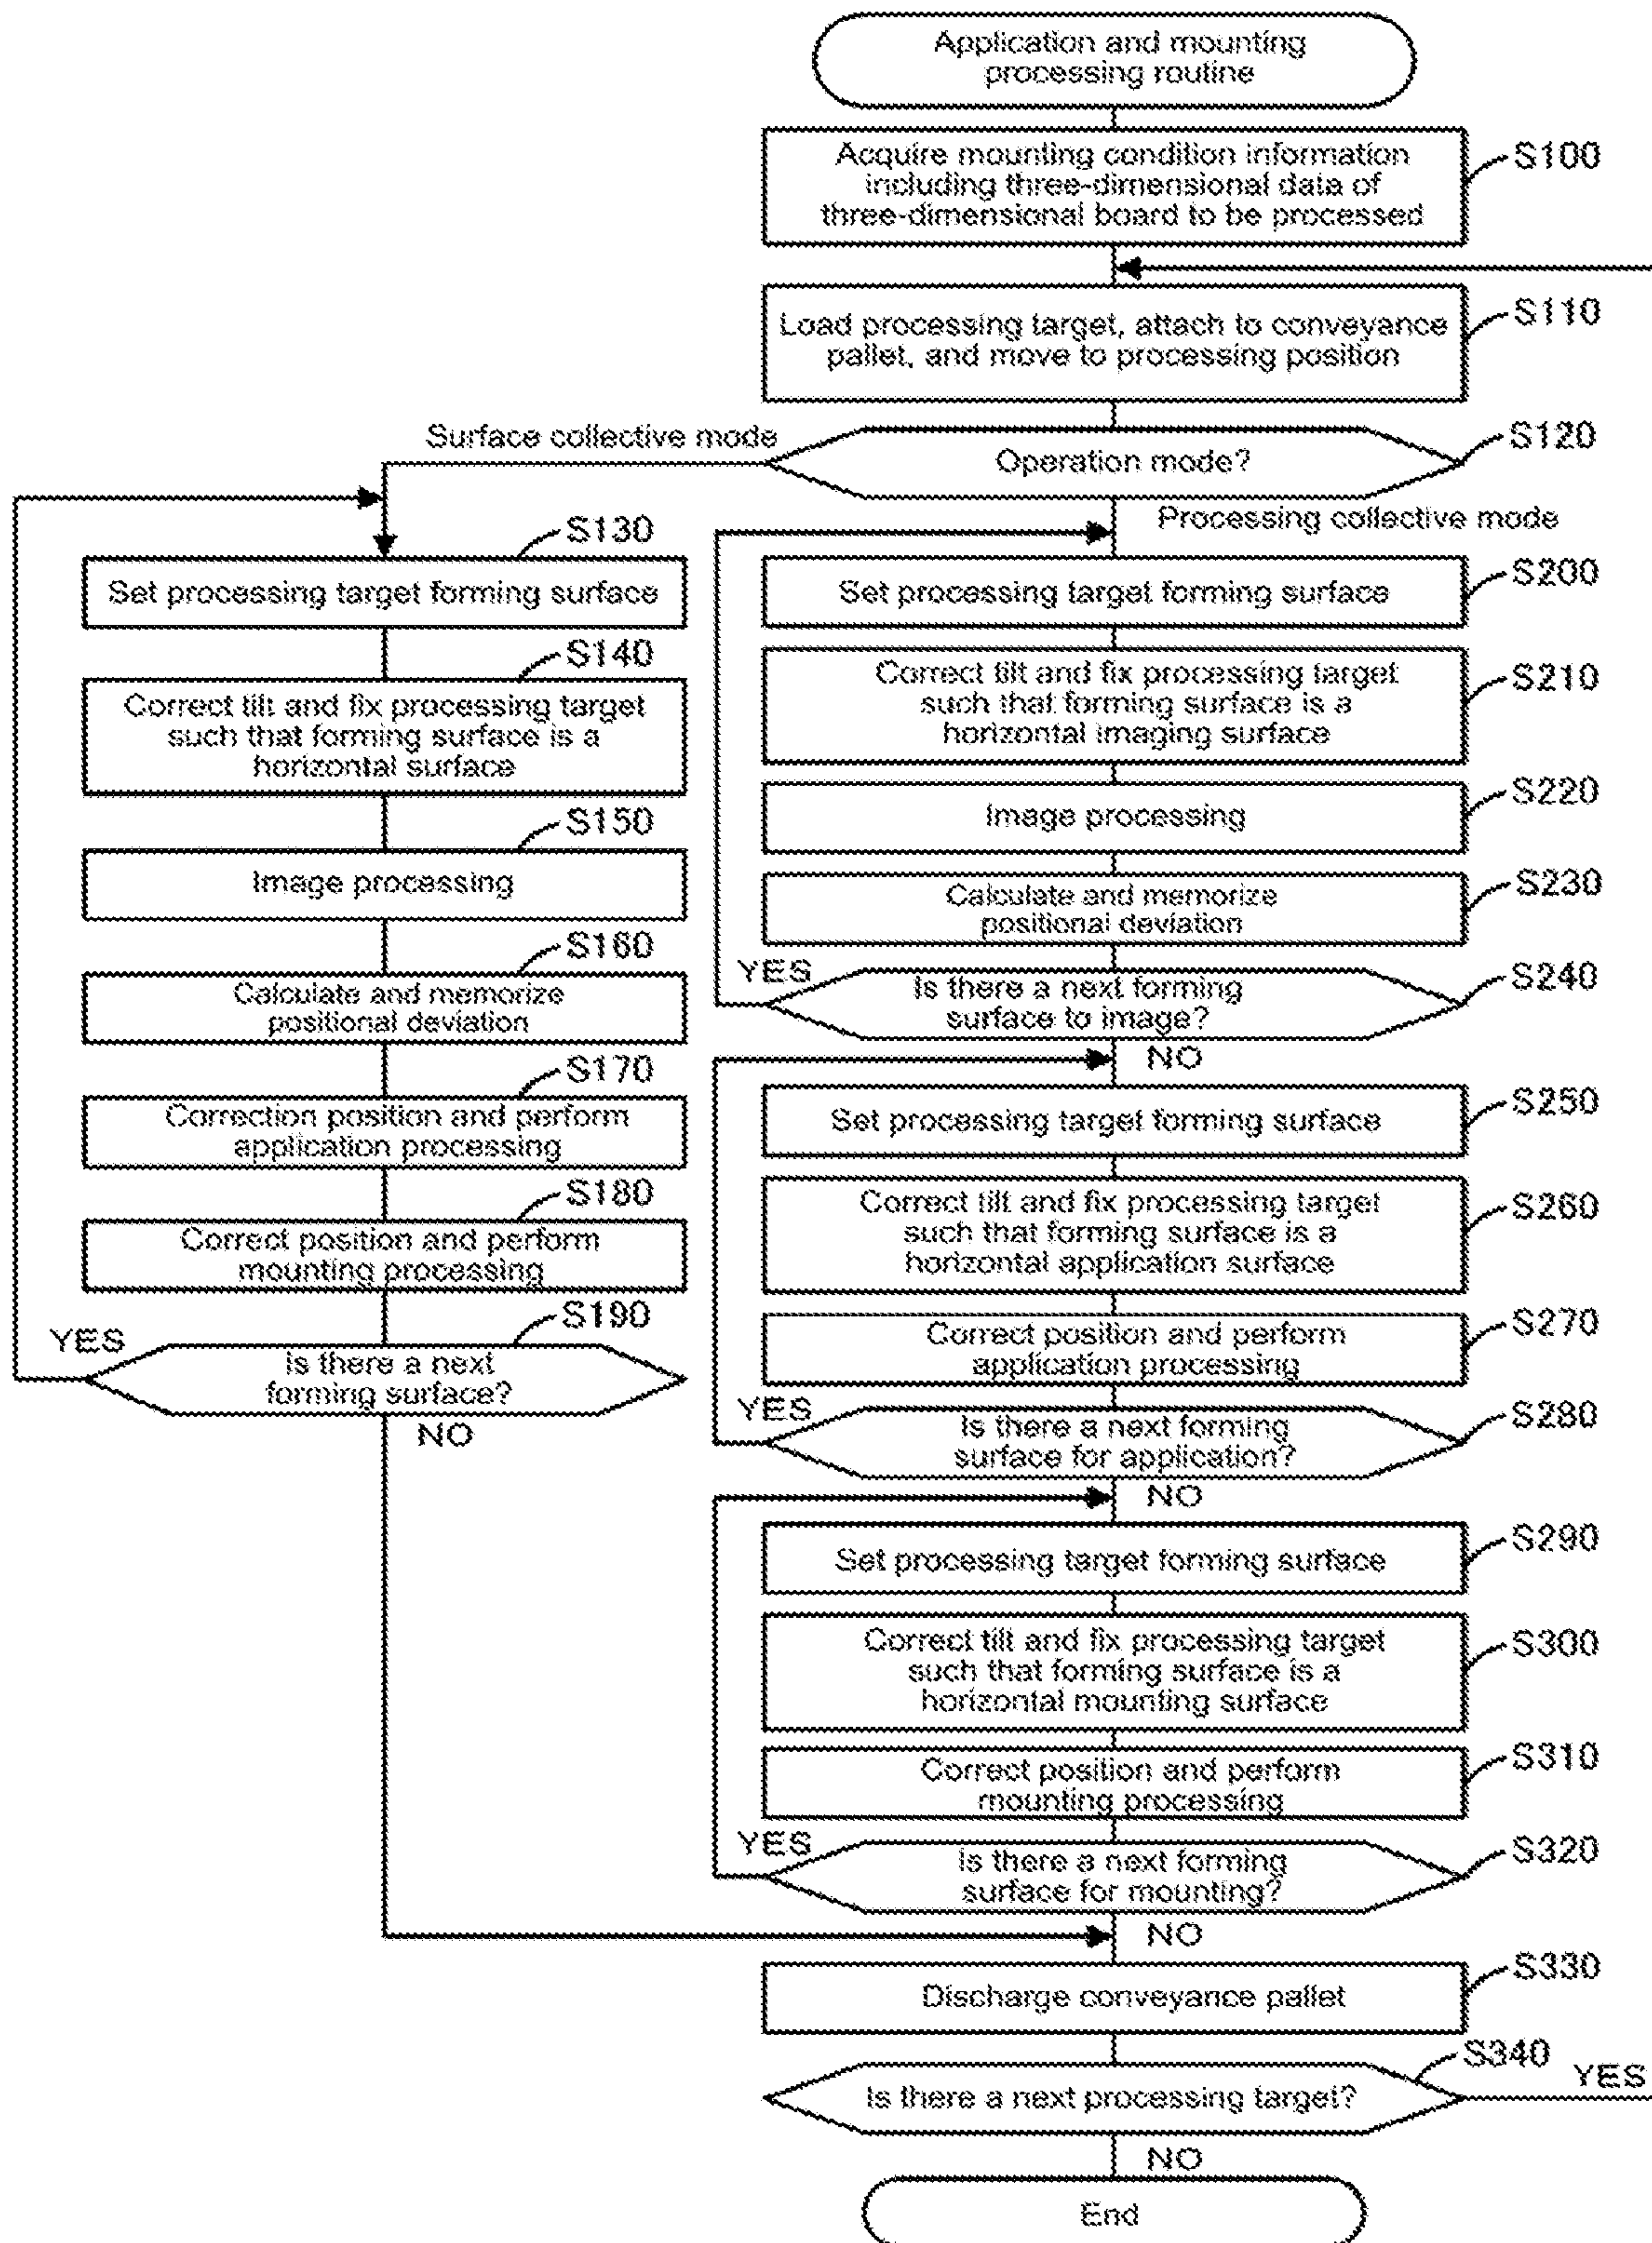 Application and mounting
processing routine
Acquire mounting condition information
including three-dimensional data of
three-dimensional board to be processed
S100
Load processing target, attach to conveyance
pallet, and move to processing position
S110
Surface collective mode
Operation mode?
S120
Processing collective mode
S130
Set processing target forming surface
S140
Correct tilt and fix processing target
such that forming surface is a
horizontal surface
S150
Image processing
S160
Calculate and memorize
positional deviation
S170
Correction position and perform
application processing
S180
Correct position and perform
mounting processing
S190
YES
Is there a next
forming surface?
NO
Set processing target forming surface
S200
Correct tilt and fix processing target
such that forming surface is a
horizontal imaging surface
S210
Image processing
S220
Calculate and memorize
positional deviation
S230
YES
Is there a next forming
surface to image?
S240
NO
Set processing target forming surface
S250
Correct tilt and fix processing target
such that forming surface is a
horizontal application surface
S260
Correct position and perform
application processing
S270
YES
Is there a next forming
surface for application?
S280
NO
Set processing target forming surface
S290
Correct tilt and fix processing target
such that forming surface is a
horizontal mounting surface
S300
Correct position and perform
mounting processing
S310
YES
Is there a next forming
surface for mounting?
S320
NO
Discharge conveyance pallet
S330
Is there a next processing target?
S340
YES
NO
End